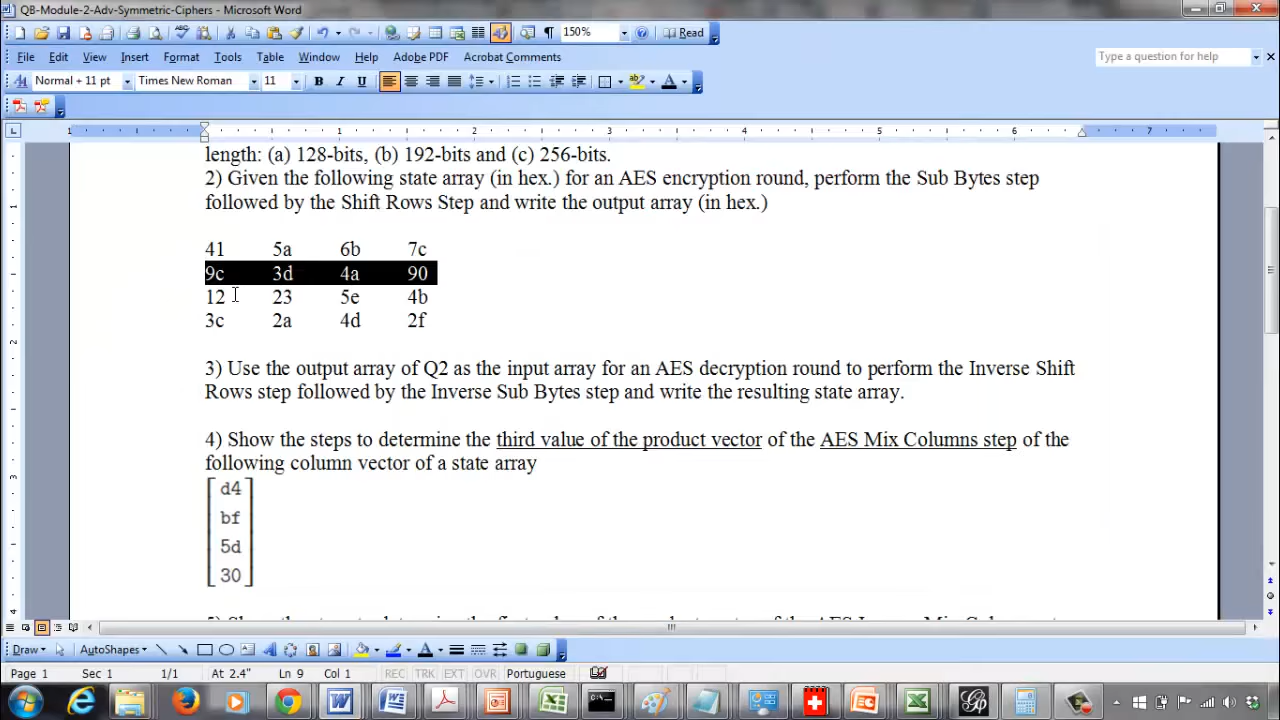 QB-Module-2-Adv-Symmetric-Ciphers - Microsoft Word
150% Read
File Edit View Insert Format Tools Table Window Help Adobe PDF Acrobat Comments Type a question for help
Normal + 11 pt Times New Roman 11 B I U
1 1 2 3 4 5 6 7
length: (a) 128-bits, (b) 192-bits and (c) 256-bits.
2) Given the following state array (in hex.) for an AES encryption round, perform the Sub Bytes step
followed by the Shift Rows Step and write the output array (in hex.)
41 5a 6b 7c
9c 3d 4a 90
12 23 5e 4b
3c 2a 4d 2f
3) Use the output array of Q2 as the input array for an AES decryption round to perform the Inverse Shift
Rows step followed by the Inverse Sub Bytes step and write the resulting state array.
4) Show the steps to determine the third value of the product vector of the AES Mix Columns step of the
following column vector of a state array
d4
bf
5d
30
Draw AutoShapes
Page 1 Sec 1 1/1 At 2.4" Ln 9 Col 1 REC TRK EXT OVR Portuguese